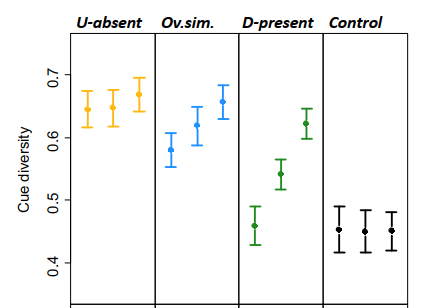 U-absent Ov.sim. D-present Control
Cue diversity
0.7
0.6
0.5
0.4